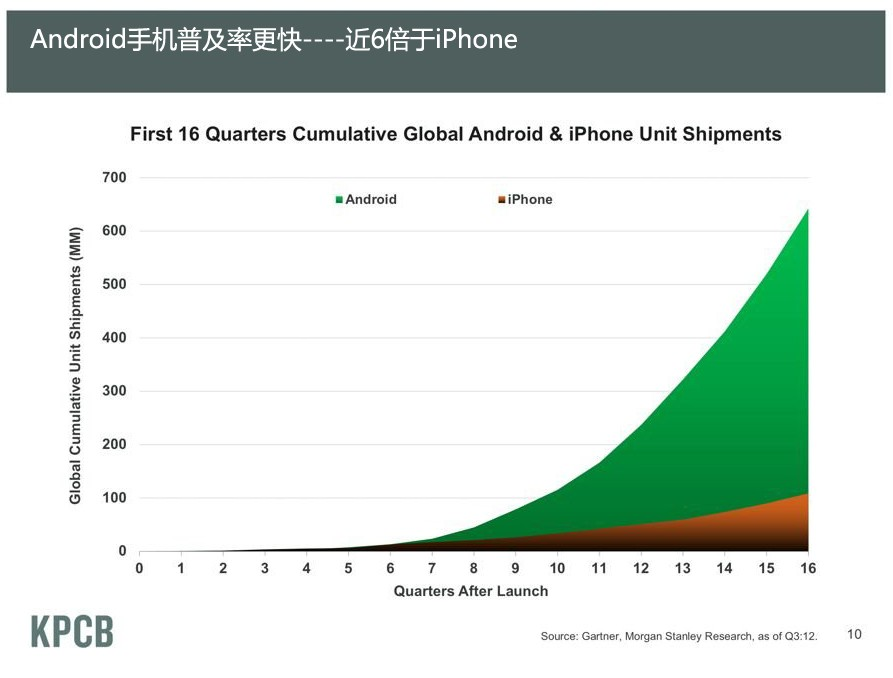 Android手机普及率更快----近6倍于iPhone
First 16 Quarters Cumulative Global Android & iPhone Unit Shipments
Global Cumulative Unit Shipments (MM)
700
600
500
400
300
200
100
0
Android iPhone
0 1 2 3 4 5 6 7 8 9 10 11 12 13 14 15 16
Quarters After Launch
KPCB
Source: Gartner, Morgan Stanley Research, as of Q3:12.
10